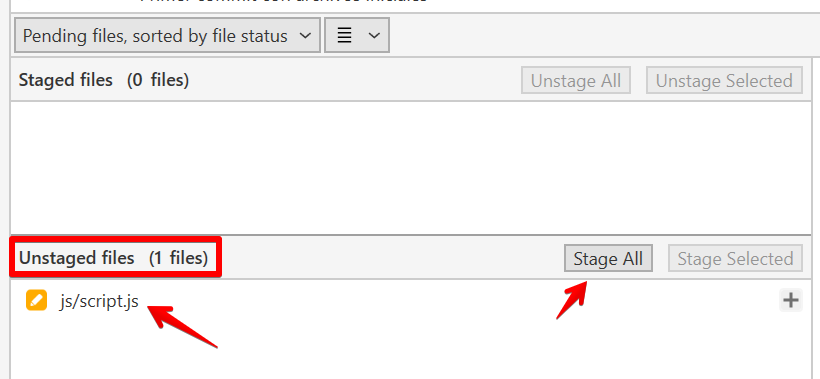 Pending files, sorted by file status
Staged files (0 files) Unstage All Unstage Selected
Unstaged files (1 files) Stage All Stage Selected
js/script.js